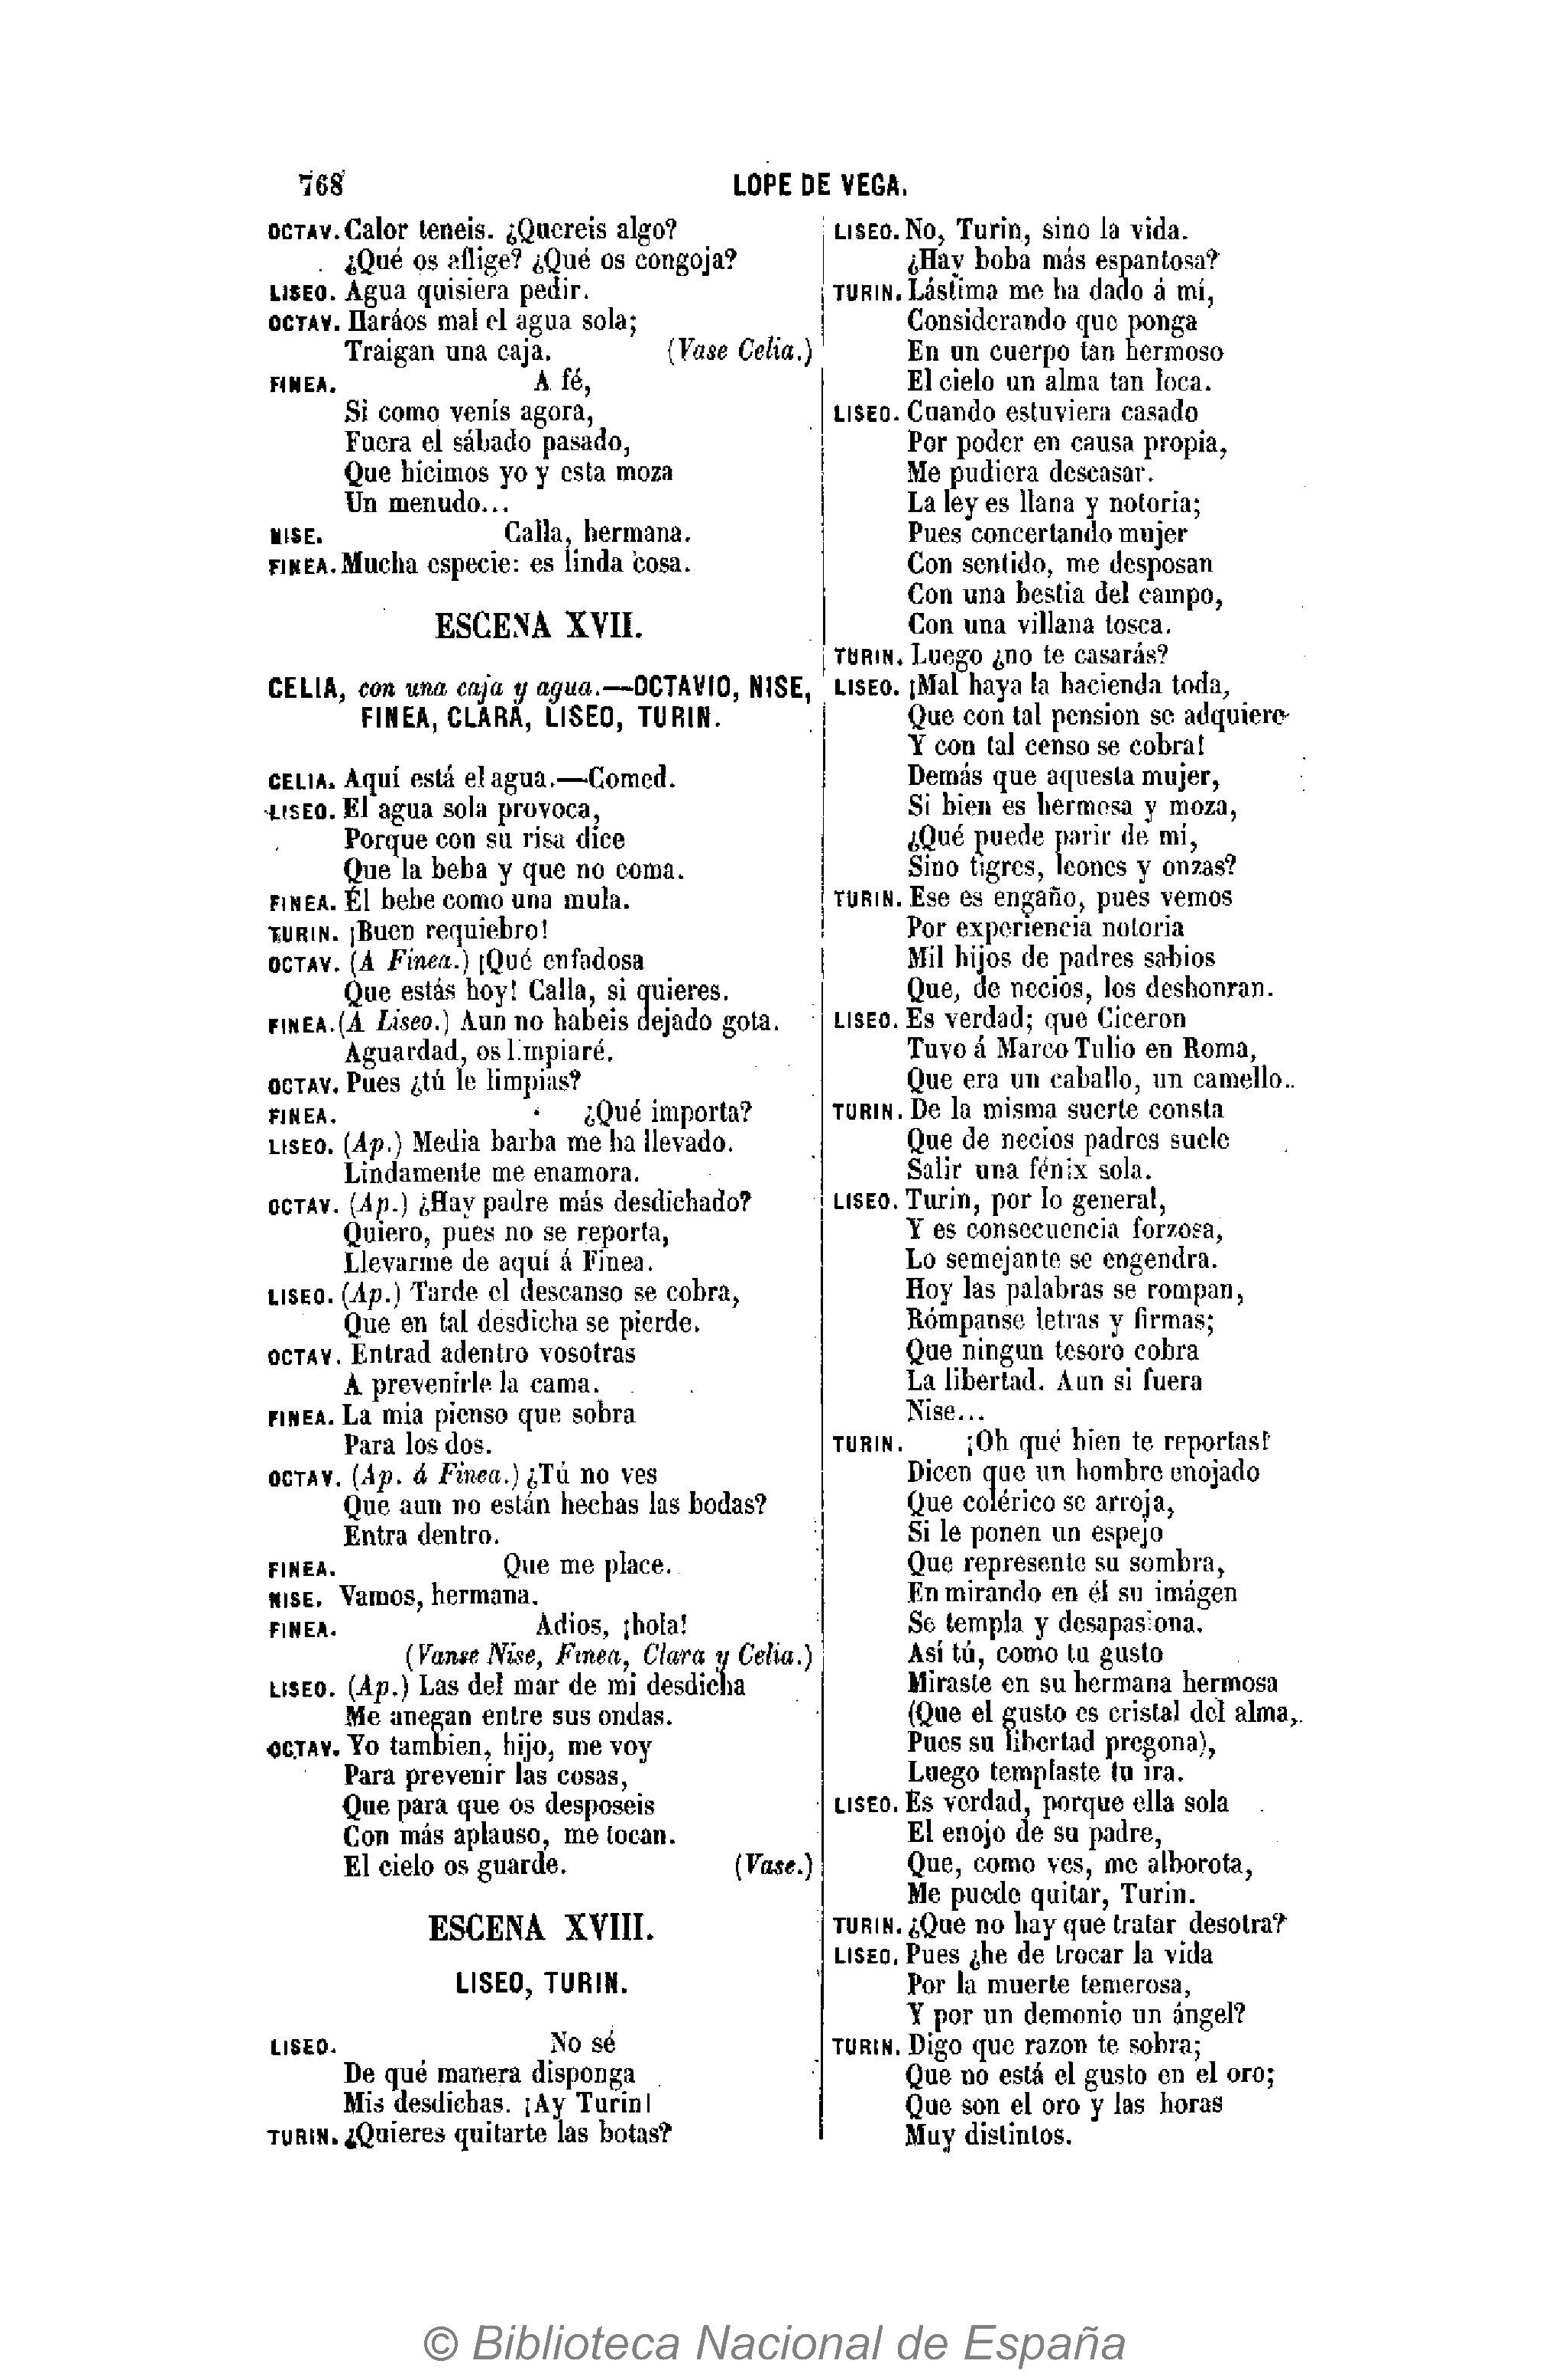 768 LOPE DE VEGA.
OCTAV. Calor teneis. ¿Quereis algo?
¿Qué os aflige? ¿Qué os congoja?
LISEO. Agua quisiera pedir.
OCTAV. Haráos mal el agua sola;
Traigan una caja. (Vase Celia.)
FINEA. A fé,
Si como venís agora,
Fuera el sábado pasado,
Que hicimos yo y esta moza
Un menudo...
NISE. Calla, hermana.
FINEA. Mucha especie: es linda cosa.
ESCENA XVII.
CELIA, con una caja y agua.—OCTAVIO, NISE,
FINEA, CLARA, LISEO, TURIN.
CELIA. Aquí está el agua.—Comed.
LISEO. El agua sola provoca,
Porque con su risa dice
Que la beba y que no coma.
FINEA. Él bebe como una mula.
TURIN. ¡Buen requiebro!
OCTAV. (A Finea.) ¡Qué enfadosa
Que estás hoy! Calla, si quieres.
FINEA. (A Liseo.) Aun no habeis dejado gota.
Aguardad, os limpiaré.
OCTAV. Pues ¿tú le limpias?
FINEA. ¿Qué importa?
LISEO. (Ap.) Media barba me ha llevado.
Lindamente me enamora.
OCTAV. (Ap.) ¿Hay padre más desdichado?
Quiero, pues no se reporta,
Llevarme de aquí á Finea.
LISEO. (Ap.) Tarde el descanso se cobra,
Que en tal desdicha se pierde.
OCTAV. Entrad adentro vosotras
A prevenirle la cama.
FINEA. La mia pienso que sobra
Para los dos.
OCTAV. (Ap. á Finea.) ¿Tú no ves
Que aun no están hechas las bodas?
Entra dentro.
FINEA. Que me place.
NISE. Vamos, hermana.
FINEA. Adios, ¡hola!
(Vanse Nise, Finea, Clara y Celia.)
LISEO. (Ap.) Las del mar de mi desdicha
Me anegan entre sus ondas.
OCTAV. Yo tambien, hijo, me voy
Para prevenir las cosas,
Que para que os desposeis
Con más aplauso, me tocan.
El cielo os guarde. (Vase.)
ESCENA XVIII.
LISEO, TURIN.
LISEO. No sé
De qué manera disponga
Mis desdichas. ¡Ay Turin!
TURIN. ¿Quieres quitarte las botas?
LISEO. No, Turin, sino la vida.
¿Hay boba más espantosa?
TURIN. Lástima me ha dado á mí,
Considerando que ponga
En un cuerpo tan hermoso
El cielo un alma tan loca.
LISEO. Cuando estuviera casado
Por poder en causa propia,
Me pudiera descasar.
La ley es llana y notoria;
Pues concertando mujer
Con sentido, me desposan
Con una bestia del campo,
Con una villana tosca.
TURIN. Luego ¿no te casarás?
LISEO. ¡Mal haya la hacienda toda,
Que con tal pension se adquiere
Y con tal censo se cobra!
Demás que aquesta mujer,
Si bien es hermosa y moza,
¿Qué puede parir de mí,
Sino tigres, leones y onzas?
TURIN. Ese es engaño, pues vemos
Por experiencia notoria
Mil hijos de padres sabios
Que, de necios, los deshonran.
LISEO. Es verdad; que Ciceron
Tuvo á Marco Tulio en Roma,
Que era un caballo, un camello..
TURIN. De la misma suerte consta
Que de necios padres suele
Salir una fénix sola.
LISEO. Turin, por lo general,
Y es consecuencia forzosa,
Lo semejante se engendra.
Hoy las palabras se rompan,
Rómpanse letras y firmas;
Que ningun tesoro cobra
La libertad. Aun si fuera
Nise...
TURIN. ¡Oh qué bien te reportas!
Dicen que un hombre enojado
Que colérico se arroja,
Si le ponen un espejo
Que represente su sombra,
En mirando en él su imágen
Se templa y desapasiona.
Así tú, como tu gusto
Miraste en su hermana hermosa
(Que el gusto es cristal del alma,
Pues su libertad pregona),
Luego templaste tu ira.
LISEO. Es verdad, porque ella sola
El enojo de su padre,
Que, como ves, me alborota,
Me puede quitar, Turin.
TURIN. ¿Que no hay que tratar desotra?
LISEO. Pues ¿he de trocar la vida
Por la muerte temerosa,
Y por un demonio un ángel?
TURIN. Digo que razon te sobra;
Que no está el gusto en el oro;
Que son el oro y las horas
Muy distintos.
© Biblioteca Nacional de España